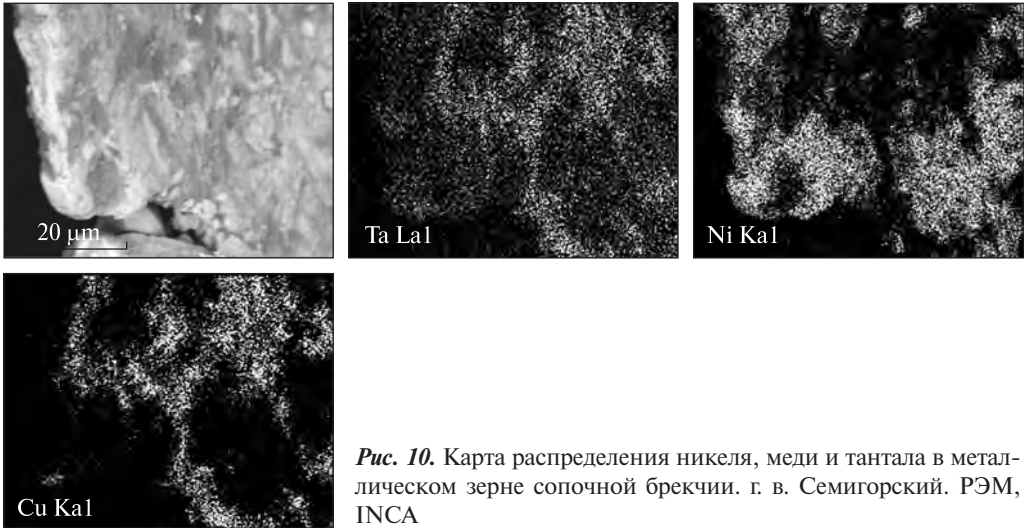 20 μm
Ta La1
Ni Ka1
Cu Ka1
Рис. 10. Карта распределения никеля, меди и тантала в метал-
лическом зерне сопочной брекчии. г. в. Семигорский. РЭМ,
INCA